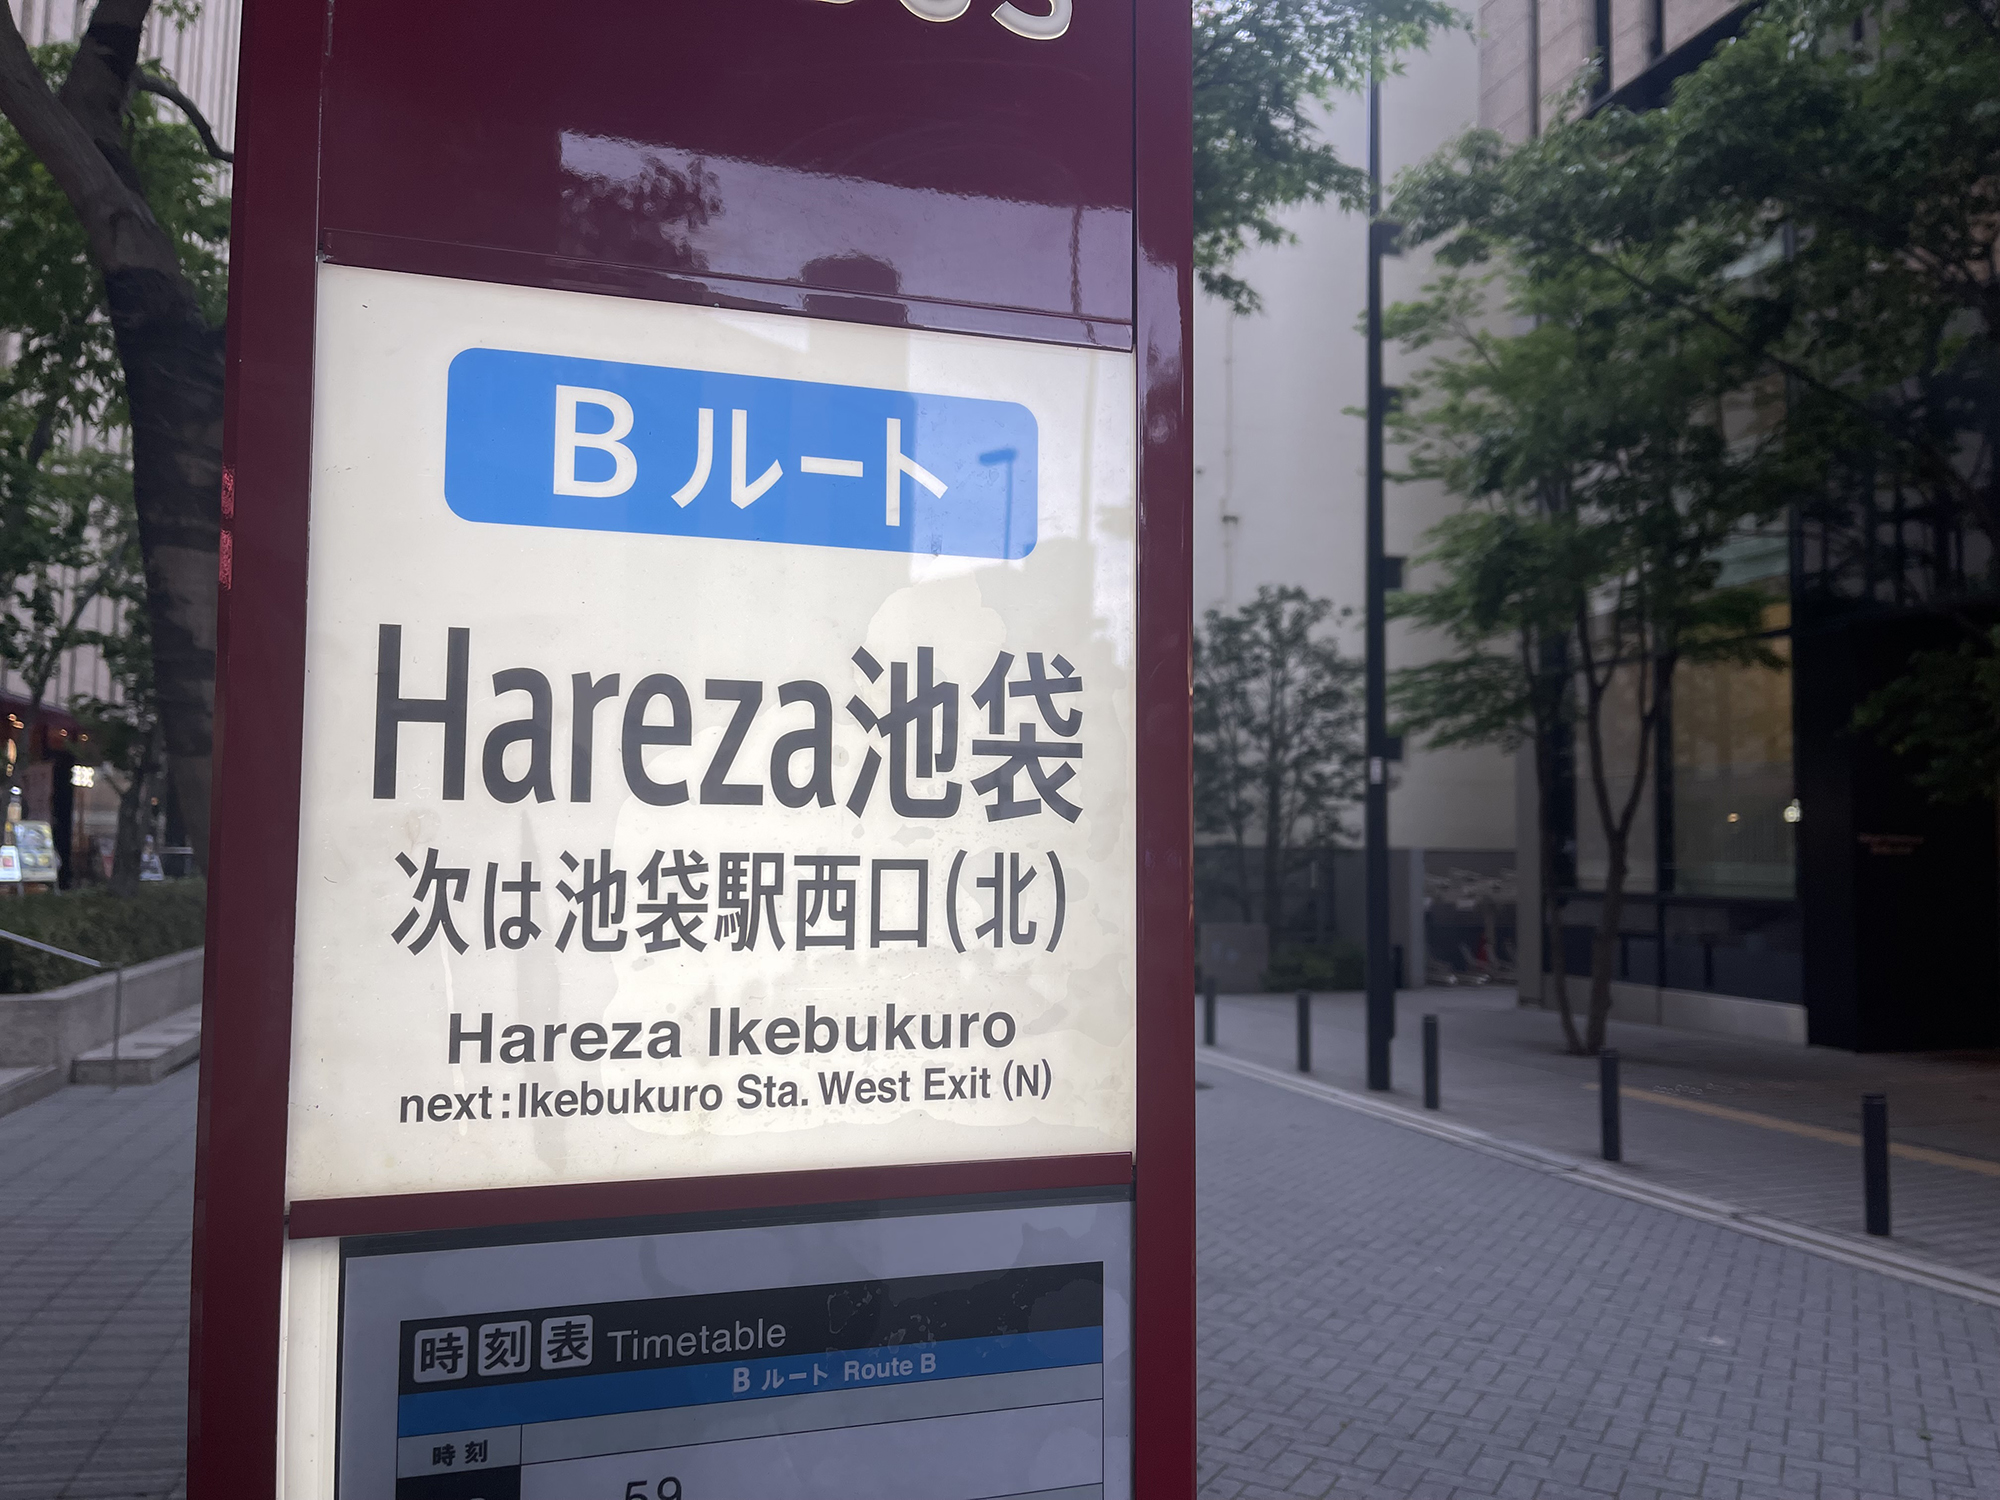 Bルート
Hareza池袋
次は池袋駅西口(北)
Hareza Ikebukuro
next:Ikebukuro Sta. West Exit (N)
時刻表 Timetable
Bルート Route B
時刻
59